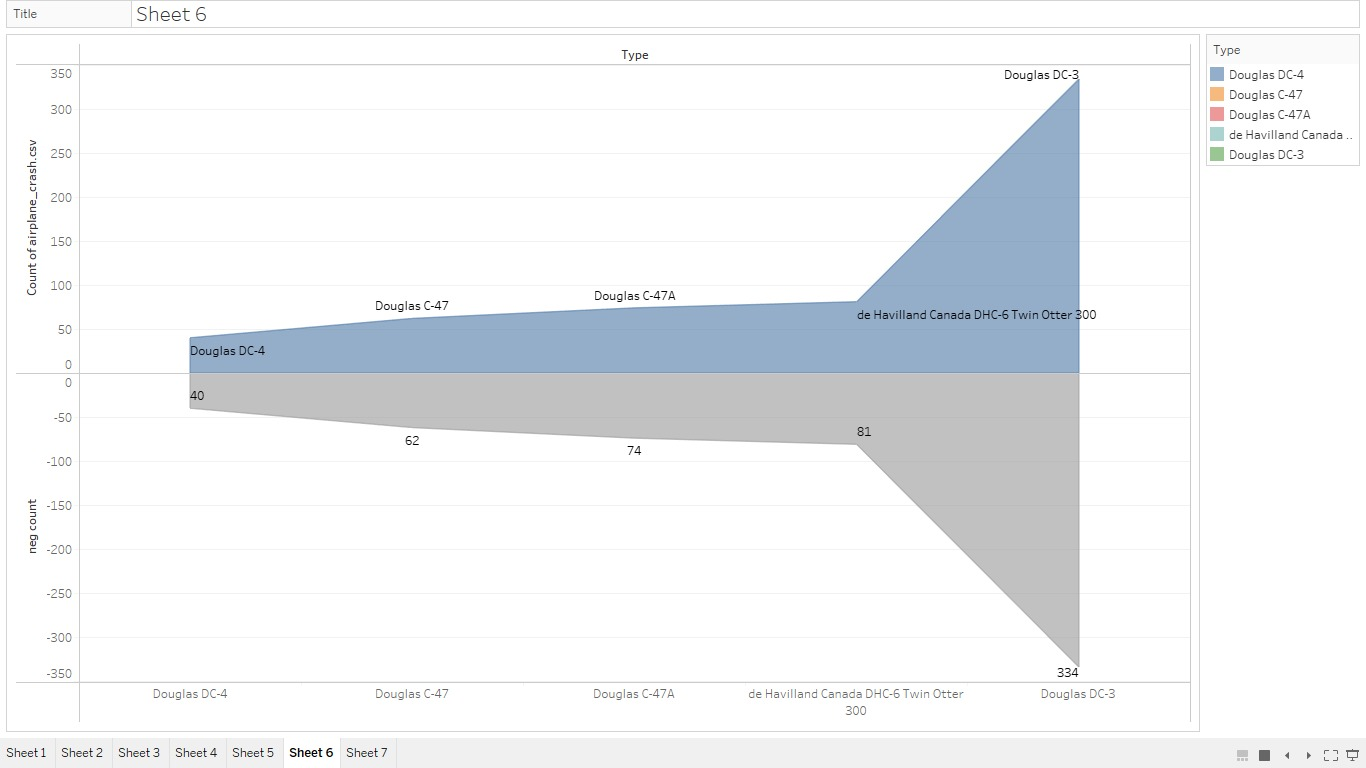 Title
Sheet 6
Type
Count of airplane_crash.csv
350
300
250
200
150
100
50
0
Douglas DC-3
Douglas C-47A
Douglas C-47
de Havilland Canada DHC-6 Twin Otter 300
Douglas DC-4
neg count
0
-50
-100
-150
-200
-250
-300
-350
40
62
74
81
334
Douglas DC-4
Douglas C-47
Douglas C-47A
de Havilland Canada DHC-6 Twin Otter
300
Douglas DC-3
Type
Douglas DC-4
Douglas C-47
Douglas C-47A
de Havilland Canada ..
Douglas DC-3
Sheet 1
Sheet 2
Sheet 3
Sheet 4
Sheet 5
Sheet 6
Sheet 7